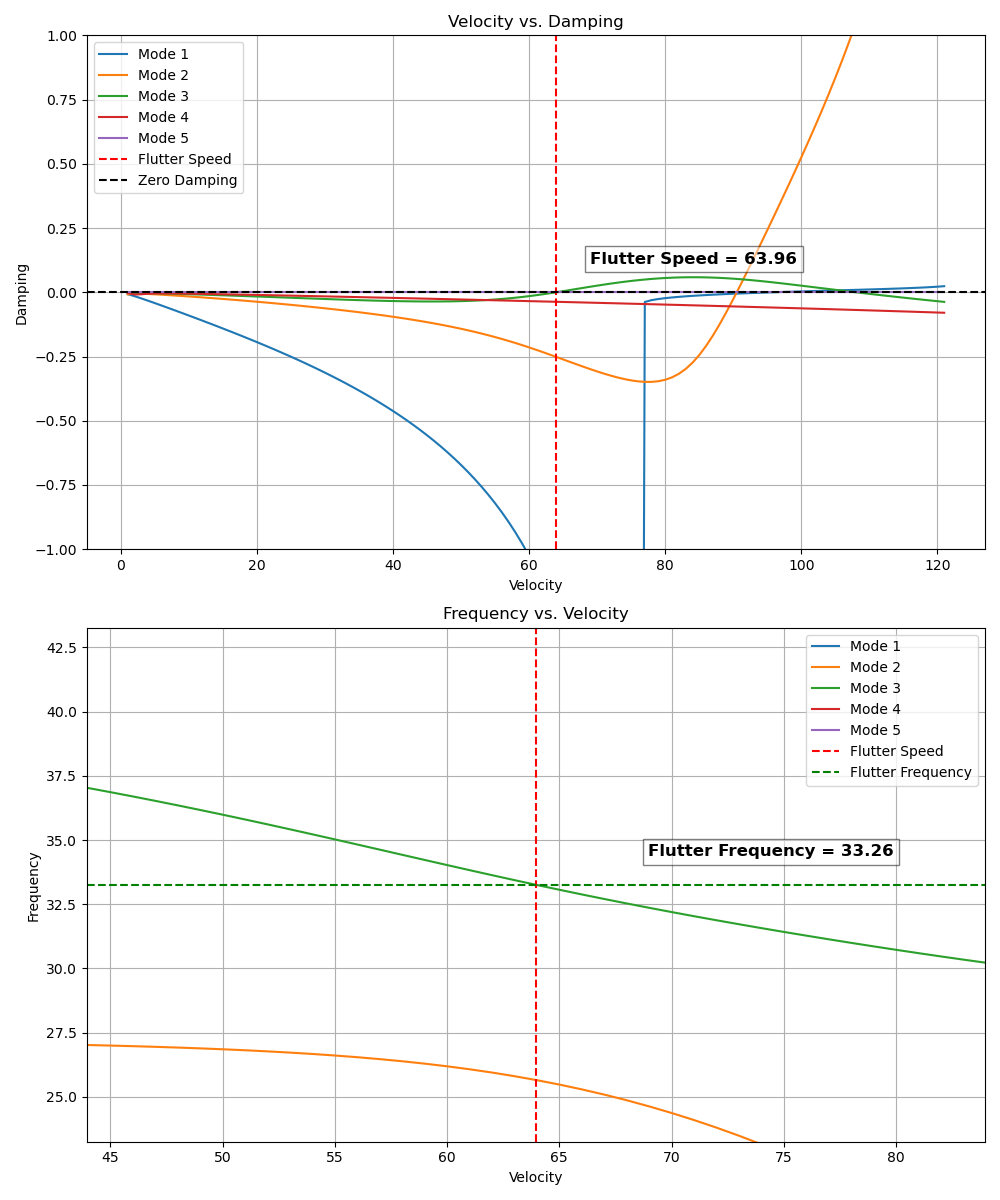 Velocity vs. Damping
1.00
0.75
0.50
0.25
0.00
−0.25
−0.50
−0.75
−1.00
Damping
Mode 1
Mode 2
Mode 3
Mode 4
Mode 5
Flutter Speed
Zero Damping
Flutter Speed = 63.96
0 20 40 60 80 100 120
Velocity
Frequency vs. Velocity
42.5
40.0
37.5
35.0
32.5
30.0
27.5
25.0
Frequency
Mode 1
Mode 2
Mode 3
Mode 4
Mode 5
Flutter Speed
Flutter Frequency
Flutter Frequency = 33.26
45 50 55 60 65 70 75 80
Velocity